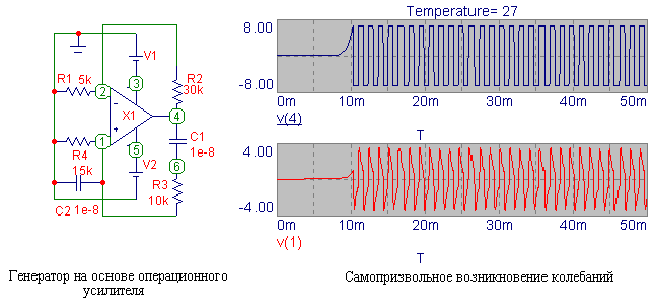 Temperature= 27
V1
R1 5k
R2
30k
2
3
X1
4
C1
1e-8
1
5
R4
15k
V2
6
R3
10k
C2 1e-8
8.00
-8.00
0m 10m 20m 30m 40m 50m
v(4)
T
4.00
-4.00
0m 10m 20m 30m 40m 50m
v(1)
T
Генератор на основе операционного
усилителя
Самопризвольное возникновение колебаний